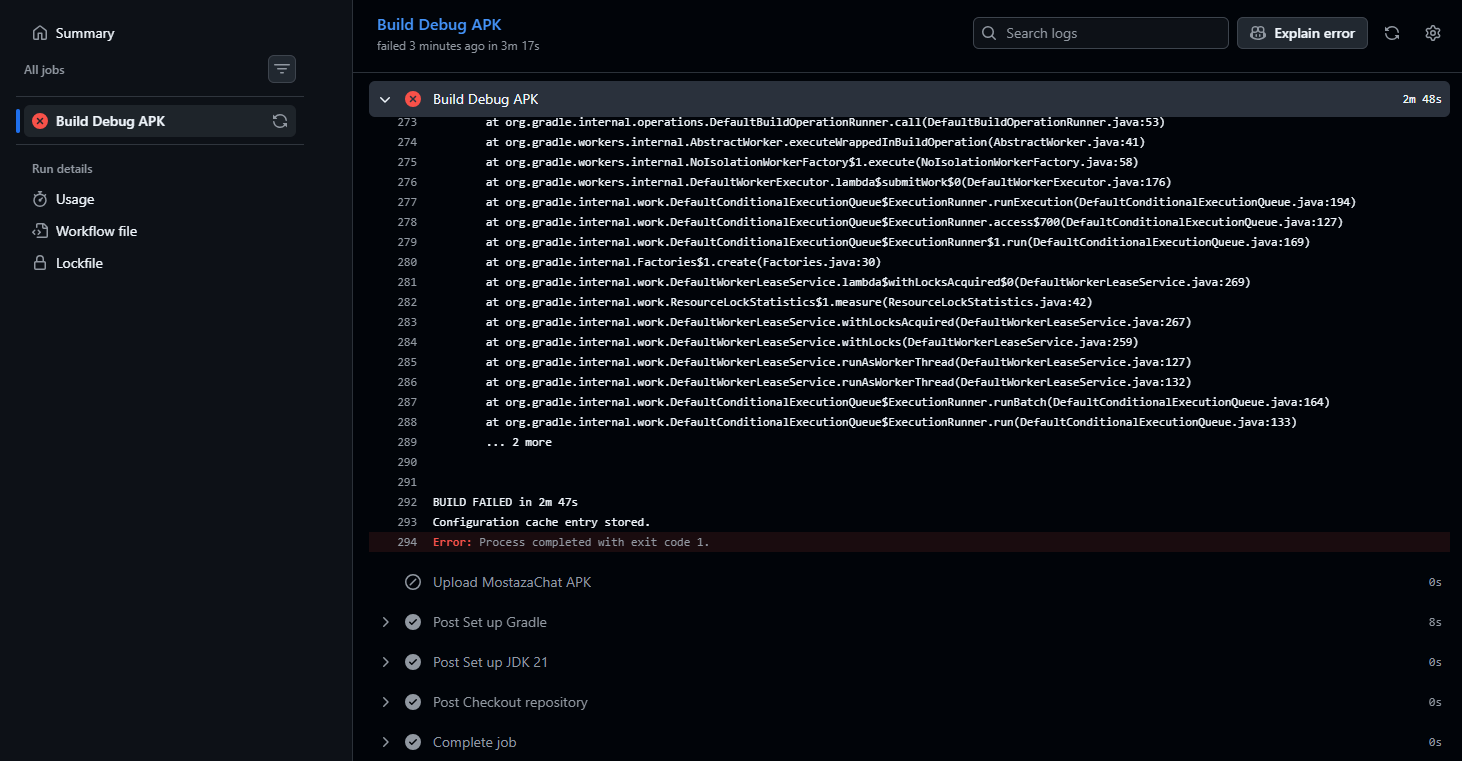 Summary
All jobs
Build Debug APK
Run details
Usage
Workflow file
Lockfile
Build Debug APK
failed 3 minutes ago in 3m 17s
Search logs
Explain error
Build Debug APK
2m 48s
273 at org.gradle.internal.operations.DefaultBuildOperationRunner.call(DefaultBuildOperationRunner.java:53)
274 at org.gradle.workers.internal.AbstractWorker.executeWrappedInBuildOperation(AbstractWorker.java:41)
275 at org.gradle.workers.internal.NoIsolationWorkerFactory$1.execute(NoIsolationWorkerFactory.java:58)
276 at org.gradle.workers.internal.DefaultWorkerExecutor.lambda$submitWork$0(DefaultWorkerExecutor.java:176)
277 at org.gradle.internal.work.DefaultConditionalExecutionQueue$ExecutionRunner.runExecution(DefaultConditionalExecutionQueue.java:194)
278 at org.gradle.internal.work.DefaultConditionalExecutionQueue$ExecutionRunner.access$700(DefaultConditionalExecutionQueue.java:127)
279 at org.gradle.internal.work.DefaultConditionalExecutionQueue$ExecutionRunner$1.run(DefaultConditionalExecutionQueue.java:169)
280 at org.gradle.internal.Factories$1.create(Factories.java:30)
281 at org.gradle.internal.work.DefaultWorkerLeaseService.lambda$withLocksAcquired$0(DefaultWorkerLeaseService.java:269)
282 at org.gradle.internal.work.ResourceLockStatistics$1.measure(ResourceLockStatistics.java:42)
283 at org.gradle.internal.work.DefaultWorkerLeaseService.withLocksAcquired(DefaultWorkerLeaseService.java:267)
284 at org.gradle.internal.work.DefaultWorkerLeaseService.withLocks(DefaultWorkerLeaseService.java:259)
285 at org.gradle.internal.work.DefaultWorkerLeaseService.runAsWorkerThread(DefaultWorkerLeaseService.java:127)
286 at org.gradle.internal.work.DefaultWorkerLeaseService.runAsWorkerThread(DefaultWorkerLeaseService.java:132)
287 at org.gradle.internal.work.DefaultConditionalExecutionQueue$ExecutionRunner.runBatch(DefaultConditionalExecutionQueue.java:164)
288 at org.gradle.internal.work.DefaultConditionalExecutionQueue$ExecutionRunner.run(DefaultConditionalExecutionQueue.java:133)
289 ... 2 more
290
291
292 BUILD FAILED in 2m 47s
293 Configuration cache entry stored.
294 Error: Process completed with exit code 1.
Upload MostazaChat APK 0s
Post Set up Gradle 8s
Post Set up JDK 21 0s
Post Checkout repository 0s
Complete job 0s